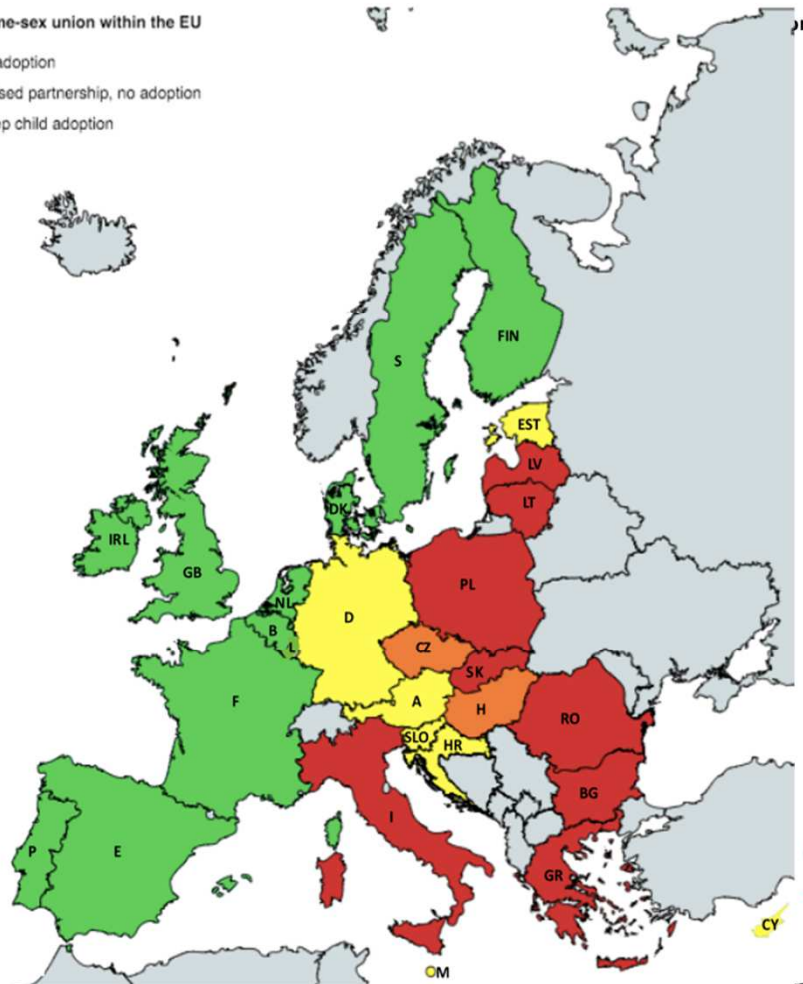 me-sex union within the EU
adoption
sed partnership, no adoption
p child adoption
FIN
S
EST
LV
LT
DK
IRL
GB
NL
PL
D
B
L
CZ
SK
F
A
H
SLO
HR
RO
BG
I
P
E
GR
CY
M